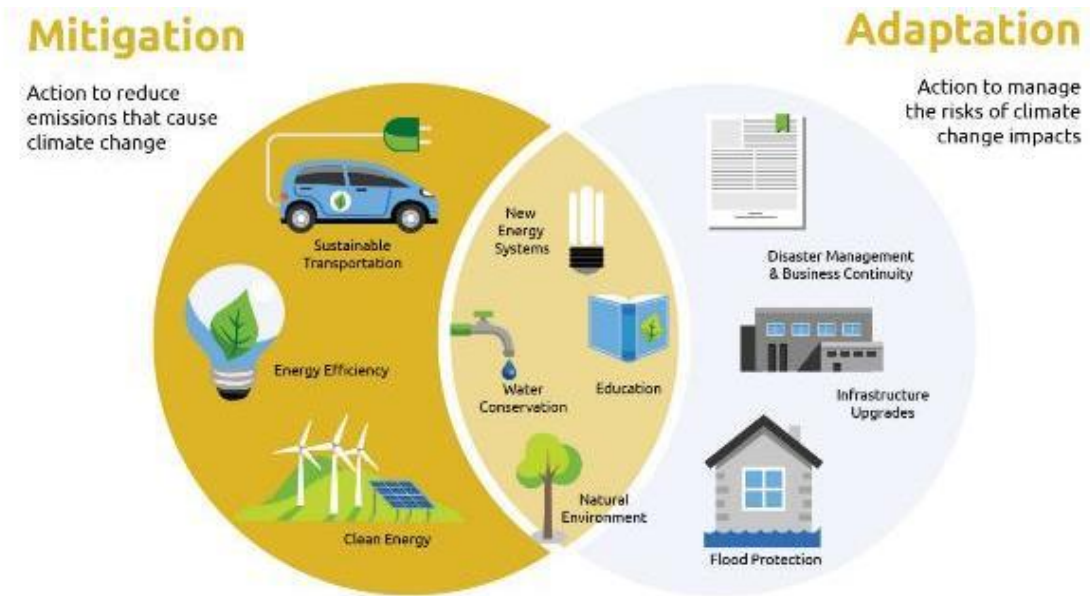 Mitigation
Action to reduce
emissions that cause
climate change
Adaptation
Action to manage
the risks of climate
change impacts
Sustainable
Transportation
Energy Efficiency
Clean Energy
New
Energy
Systems
Water
Conservation
Education
Natural
Environment
Disaster Management
& Business Continuity
Infrastructure
Upgrades
Flood Protection